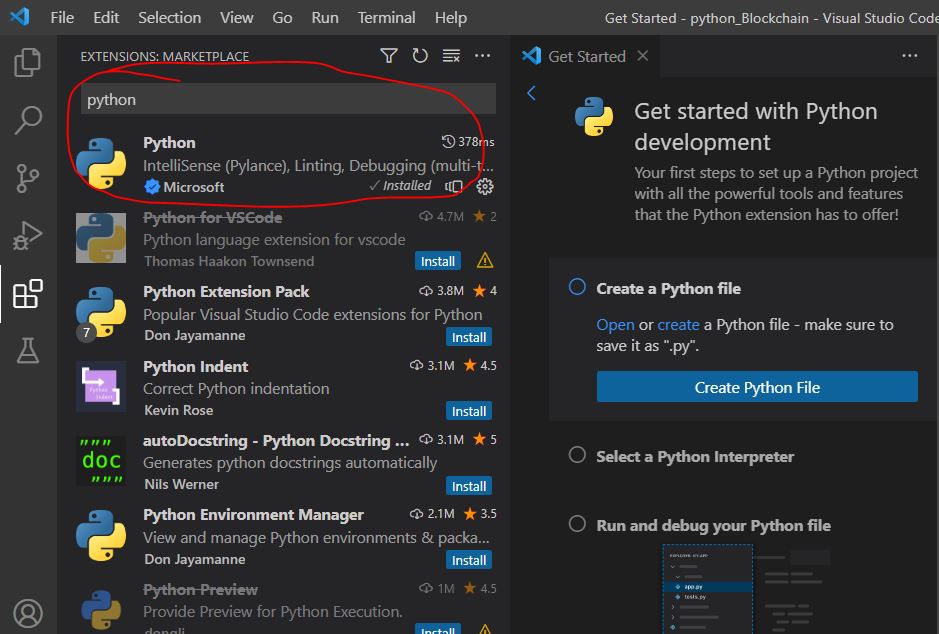 File Edit Selection View Go Run Terminal Help
Get Started - python_Blockchain - Visual Studio Code
EXTENSIONS: MARKETPLACE
python
Python 378ms
IntelliSense (Pylance), Linting, Debugging (multi-t...
Microsoft ✓ Installed
Python for VSCode 4.7M ★ 2
Python language extension for vscode
Thomas Haakon Townsend Install
Python Extension Pack 3.8M ★ 4
Popular Visual Studio Code extensions for Python
7
Don Jayamanne Install
Python Indent 3.1M ★ 4.5
Correct Python indentation
Kevin Rose Install
autoDocstring - Python Docstring ... 3.1M ★ 5
Generates python docstrings automatically
Nils Werner Install
"""
doc
"""
Python Environment Manager 2.1M ★ 3.5
View and manage Python environments & packa...
Don Jayamanne Install
Python Preview 1M ★ 4.5
Provide Preview for Python Execution.
dongli Install
Get Started
Get started with Python
development
Your first steps to set up a Python project
with all the powerful tools and features
that the Python extension has to offer!
Create a Python file
Open or create a Python file - make sure to
save it as ".py".
Create Python File
Select a Python Interpreter
Run and debug your Python file
app.py
tests.py